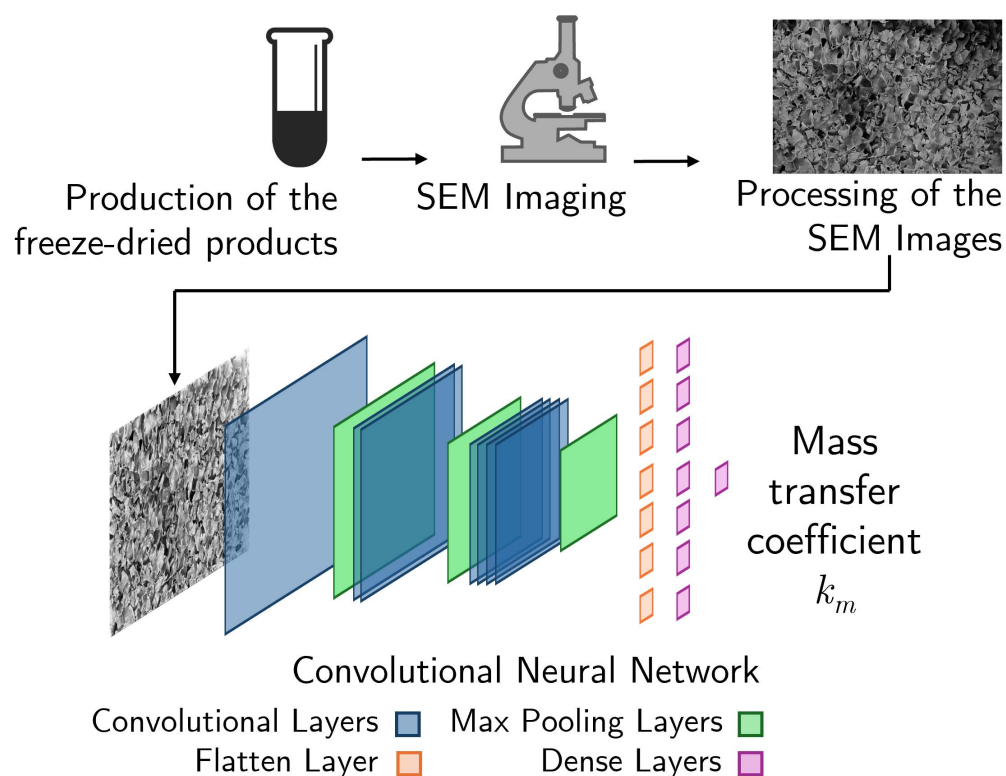 Production of the
freeze-dried products
SEM Imaging
Processing of the
SEM Images
Mass
transfer
coefficient
k_m
Convolutional Neural Network
Convolutional Layers
Max Pooling Layers
Flatten Layer
Dense Layers